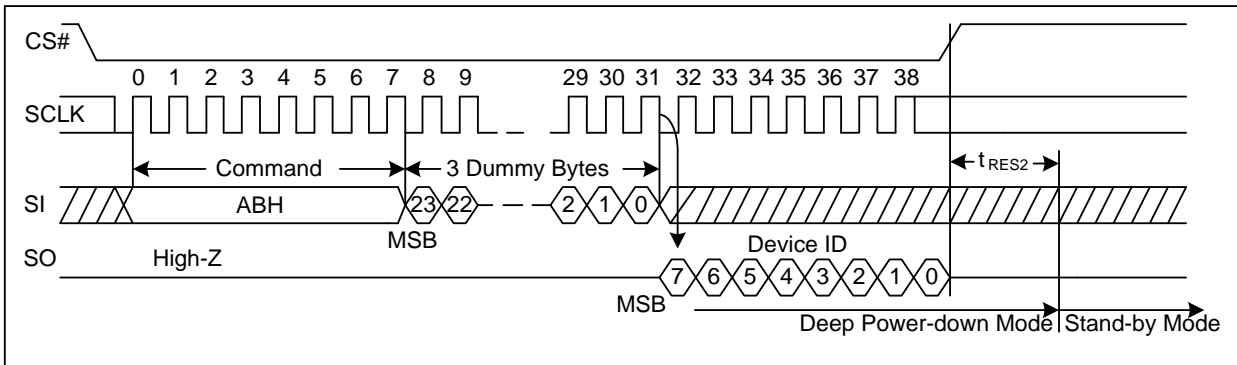 CS#
0 1 2 3 4 5 6 7 8 9 29 30 31 32 33 34 35 36 37 38
SCLK
Command 3 Dummy Bytes tRES2
SI ABH 23 22 2 1 0
MSB
SO High-Z Device ID
7 6 5 4 3 2 1 0
MSB
Deep Power-down Mode Stand-by Mode